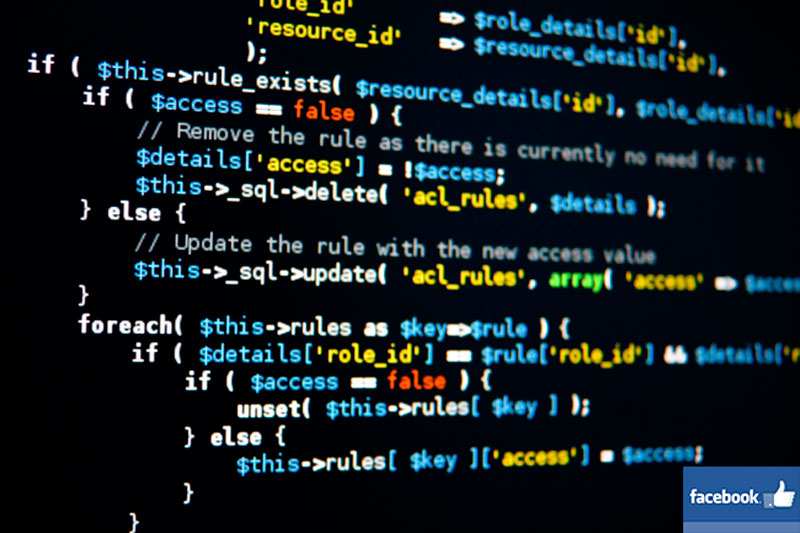 'role_id' => $role_details['id'],
'resource_id' => $resource_details['id'],
);
if ( $this->rule_exists( $resource_details['id'], $role_details['id
if ( $access == false ) {
// Remove the rule as there is currently no need for it
$details['access'] = !$access;
$this->_sql->delete( 'acl_rules', $details );
} else {
// Update the rule with the new access value
$this->_sql->update( 'acl_rules', array( 'access' => $access
}
foreach( $this->rules as $key=>$rule ) {
if ( $details['role_id'] == $rule['role_id'] && $details['r
if ( $access == false ) {
unset( $this->rules[ $key ] );
} else {
$this->rules[ $key ]['access'] = $access;
}
}
facebook